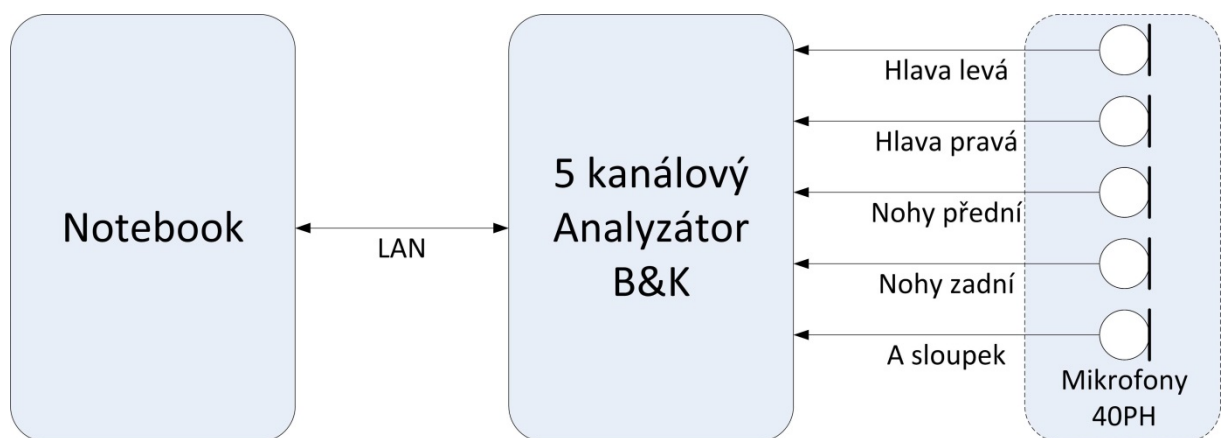 Notebook
LAN
5 kanálový
Analyzátor
B&K
Hlava levá
Hlava pravá
Nohy přední
Nohy zadní
A sloupek
Mikrofony
40PH